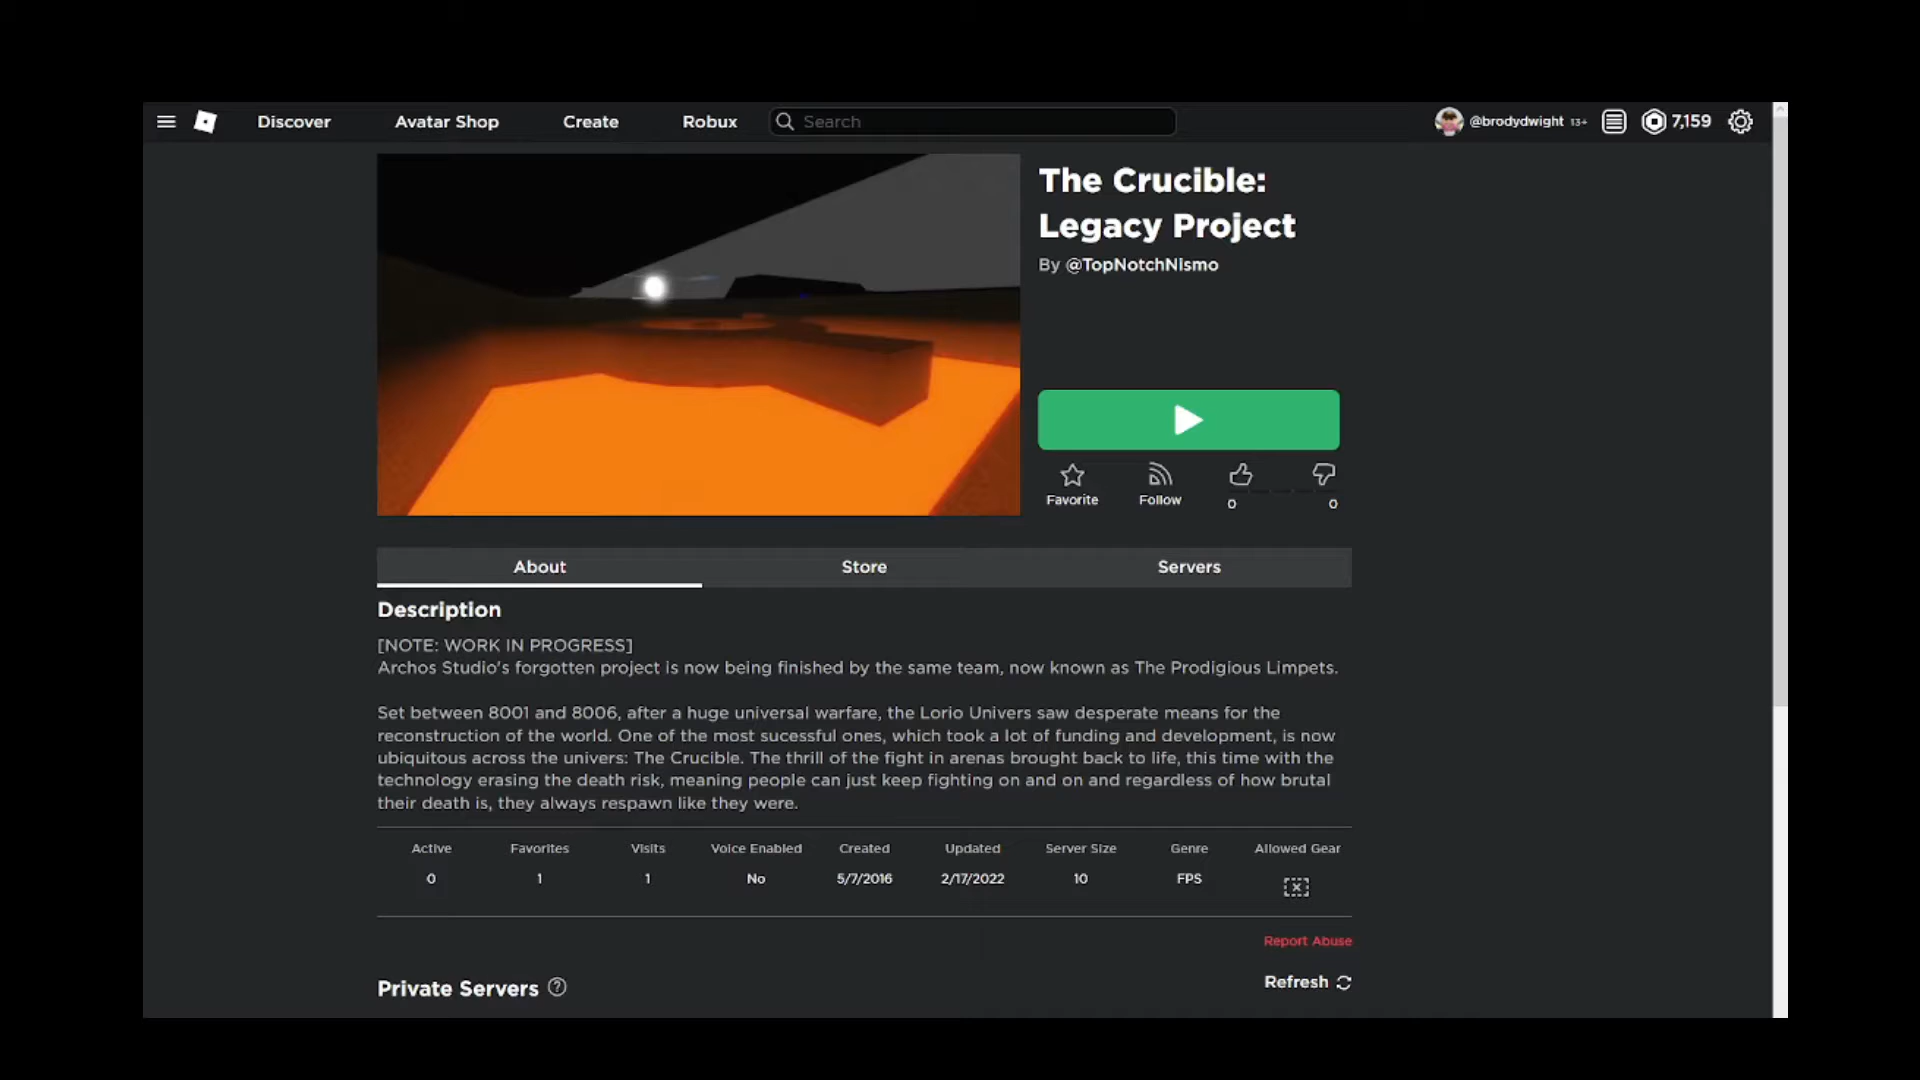 Discover Avatar Shop Create Robux Search @brodydwight 13+ 7,159
The Crucible:
Legacy Project
By @TopNotchNismo
Favorite Follow 0 0
About Store Servers
Description
[NOTE: WORK IN PROGRESS]
Archos Studio's forgotten project is now being finished by the same team, now known as The Prodigious Limpets.
Set between 8001 and 8006, after a huge universal warfare, the Lorio Univers saw desperate means for the
reconstruction of the world. One of the most sucessful ones, which took a lot of funding and development, is now
ubiquitous across the univers: The Crucible. The thrill of the fight in arenas brought back to life, this time with the
technology erasing the death risk, meaning people can just keep fighting on and on and regardless of how brutal
their death is, they always respawn like they were.
Active Favorites Visits Voice Enabled Created Updated Server Size Genre Allowed Gear
0 1 1 No 5/7/2016 2/17/2022 10 FPS
Report Abuse
Private Servers Refresh